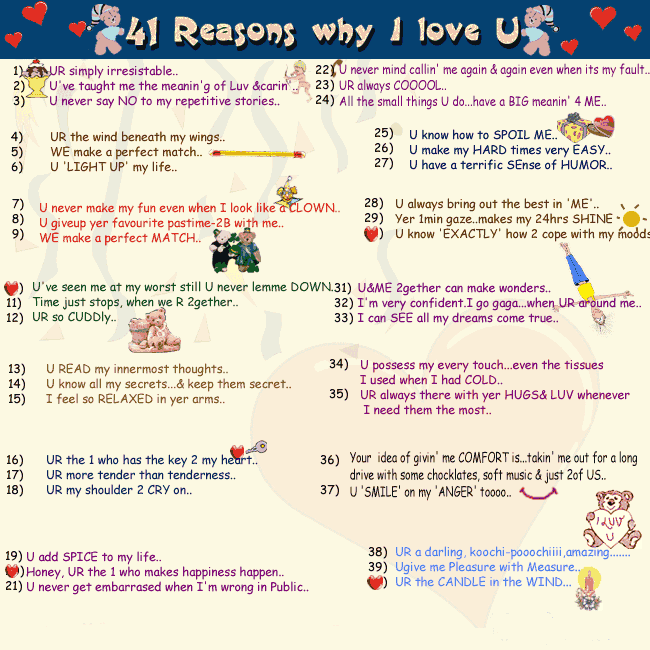 41 Reasons why I love U
1) UR simply irresistable..
2) U've taught me the meanin'g of Luv &carin'..
3) U never say NO to my repetitive stories..
4) UR the wind beneath my wings..
5) WE make a perfect match..
6) U 'LIGHT UP' my life..
7) U never make my fun even when I look like a CLOWN..
8) U giveup yer favourite pastime-2B with me..
9) WE make a perfect MATCH..
) U've seen me at my worst still U never lemme DOWN.
11) Time just stops, when we R 2gether..
12) UR so CUDDly..
13) U READ my innermost thoughts..
14) U know all my secrets...& keep them secret..
15) I feel so RELAXED in yer arms..
16) UR the 1 who has the key 2 my heart..
17) UR more tender than tenderness..
18) UR my shoulder 2 CRY on..
19) U add SPICE to my life..
) Honey, UR the 1 who makes happiness happen..
21) U never get embarrased when I'm wrong in Public..
22) U never mind callin' me again & again even when its my fault..
23) UR always COOOOL..
24) All the small things U do...have a BIG meanin' 4 ME..
25) U know how to SPOIL ME..
26) U make my HARD times very EASY..
27) U have a terrific SEnse of HUMOR..
28) U always bring out the best in 'ME'..
29) Yer 1min gaze..makes my 24hrs SHINE
) U know 'EXACTLY' how 2 cope with my moods
31) U&ME 2gether can make wonders..
32) I'm very confident.I go gaga...when UR around me..
33) I can SEE all my dreams come true..
34) U possess my every touch...even the tissues
I used when I had COLD..
35) UR always there with yer HUGS& LUV whenever
I need them the most..
36) Your idea of givin' me COMFORT is...takin' me out for a long
drive with some chocklates, soft music & just 2of US..
37) U 'SMILE' on my 'ANGER' toooo..
I LUV
U
38) UR a darling, koochi-pooochiiii,amazing.......
39) Ugive me Pleasure with Measure..
) UR the CANDLE in the WIND...